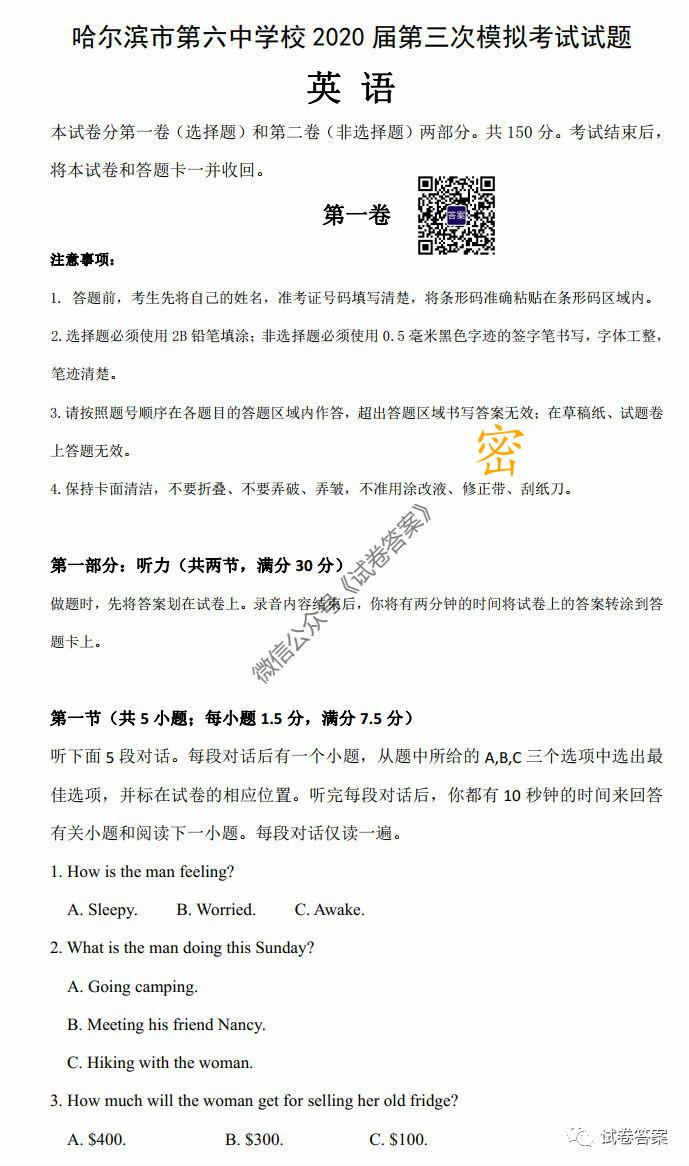 哈尔滨市第六中学校 2020 届第三次模拟考试试题
英 语
本试卷分第一卷（选择题）和第二卷（非选择题）两部分。共 150 分。考试结束后，
将本试卷和答题卡一并收回。
第一卷
答案
注意事项：
1. 答题前，考生先将自己的姓名，准考证号码填写清楚，将条形码准确粘贴在条形码区域内。
2.选择题必须使用 2B 铅笔填涂；非选择题必须使用 0.5 毫米黑色字迹的签字笔书写，字体工整，
笔迹清楚。
3.请按照题号顺序在各题目的答题区域内作答，超出答题区域书写答案无效；在草稿纸、试题卷
上答题无效。
密
4.保持卡面清洁，不要折叠、不要弄破、弄皱，不准用涂改液、修正带、刮纸刀。
第一部分：听力（共两节，满分 30 分）
做题时，先将答案划在试卷上。录音内容结束后，你将有两分钟的时间将试卷上的答案转涂到答
题卡上。
微信公众号《试卷答案》
第一节（共 5 小题；每小题 1.5 分，满分 7.5 分）
听下面 5 段对话。每段对话后有一个小题，从题中所给的 A,B,C 三个选项中选出最
佳选项，并标在试卷的相应位置。听完每段对话后，你都有 10 秒钟的时间来回答
有关小题和阅读下一小题。每段对话仅读一遍。
1. How is the man feeling?
A. Sleepy. B. Worried. C. Awake.
2. What is the man doing this Sunday?
A. Going camping.
B. Meeting his friend Nancy.
C. Hiking with the woman.
3. How much will the woman get for selling her old fridge?
A. $400. B. $300. C. $100.
试卷答案